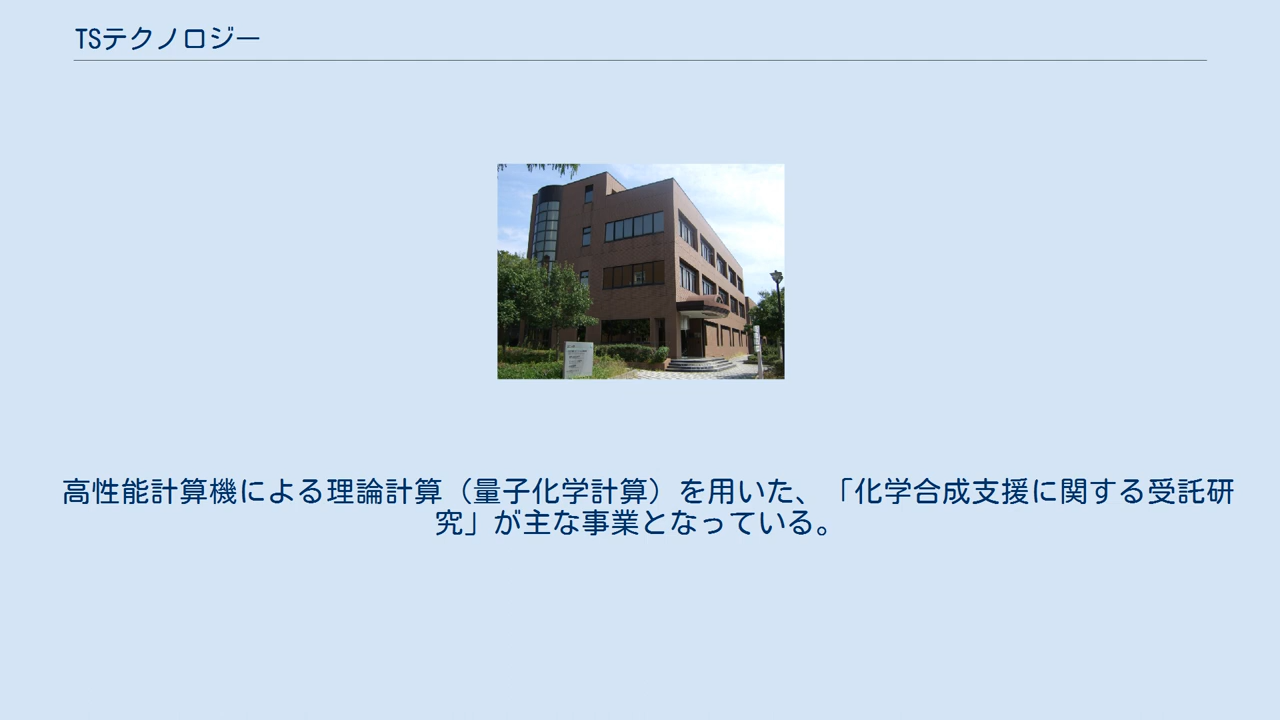 TSテクノロジー
高性能計算機による理論計算（量子化学計算）を用いた、「化学合成支援に関する受託研
究」が主な事業となっている。